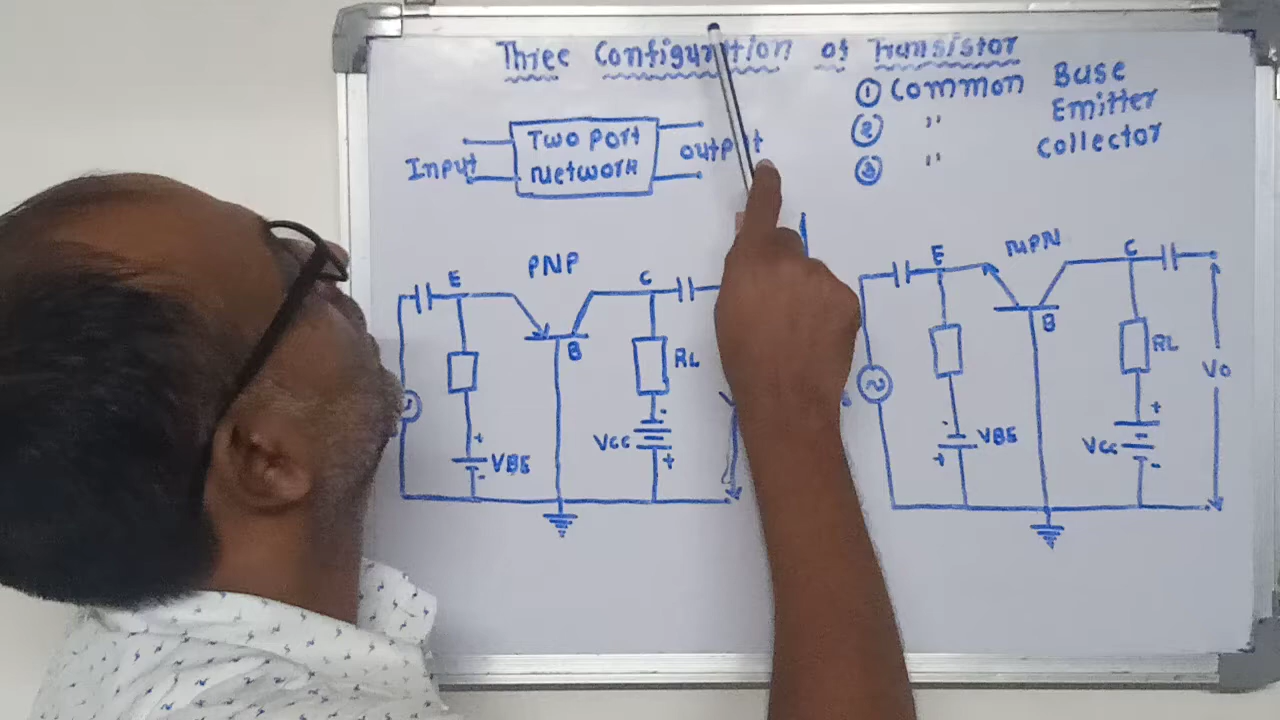 Three Configuration of Transistor
① Common Base
② " Emitter
③ " Collector
Input
Two Port
Network
PNP
E
C
B
RL
+
VBE
-
-
VCC
+
NPN
E
C
B
RL
Vo
-
VBE
+
+
VCC
-